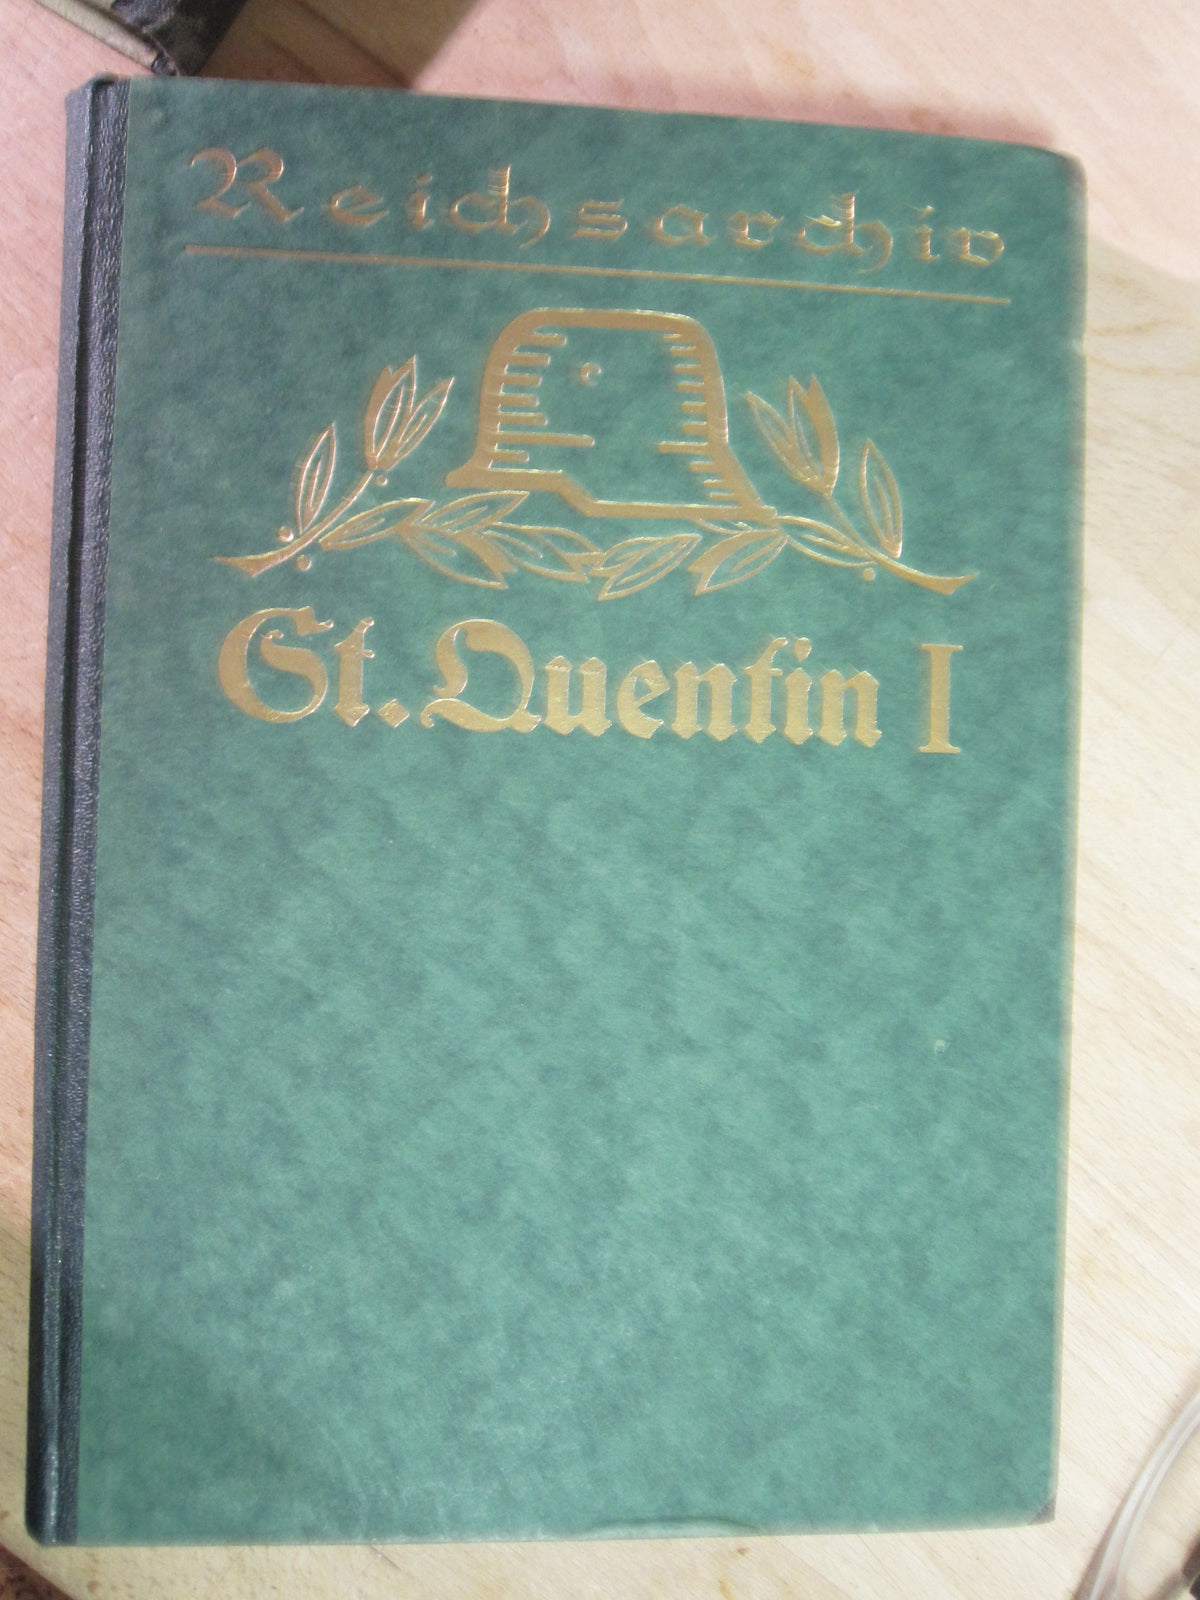 Reichsarchiv
St. Quentin I